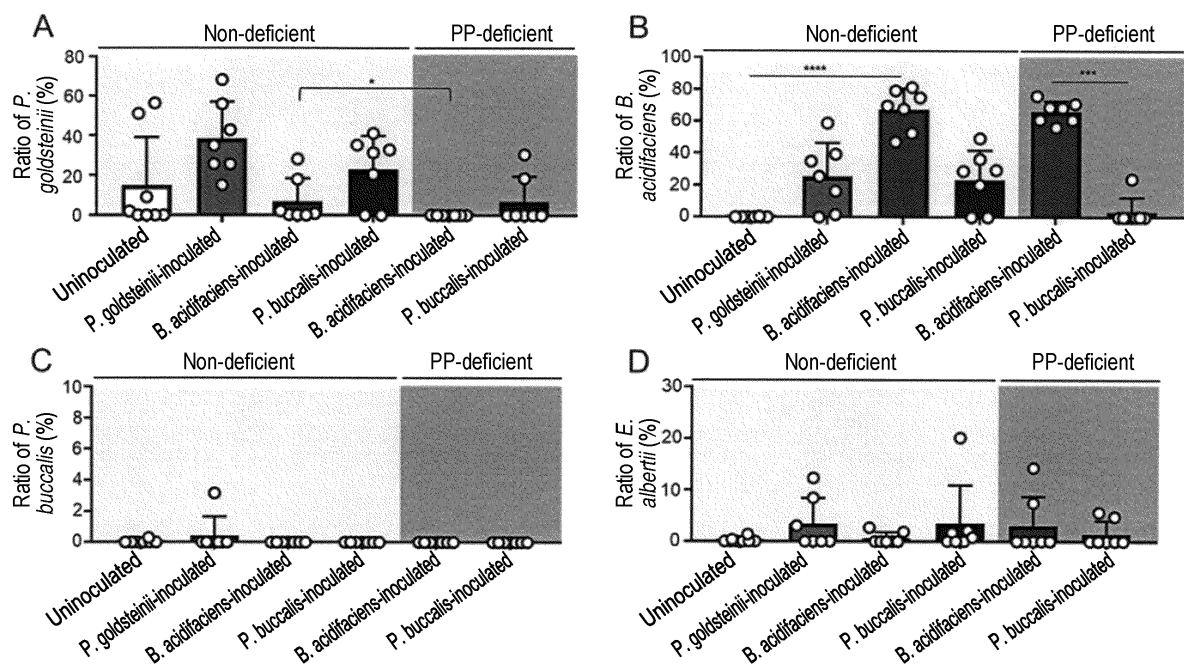 A
Non-deficient
PP-deficient
Ratio of P.
goldsteinii (%)
80
60
40
20
0
*
Uninoculated
P. goldsteinii-inoculated
B. acidifaciens-inoculated
P. buccalis-inoculated
B. acidifaciens-inoculated
P. buccalis-inoculated
B
Non-deficient
PP-deficient
Ratio of B.
acidifaciens (%)
100
80
60
40
20
0
****
***
Uninoculated
P. goldsteinii-inoculated
B. acidifaciens-inoculated
P. buccalis-inoculated
B. acidifaciens-inoculated
P. buccalis-inoculated
C
Non-deficient
PP-deficient
Ratio of P.
buccalis (%)
10
8
6
4
2
0
Uninoculated
P. goldsteinii-inoculated
B. acidifaciens-inoculated
P. buccalis-inoculated
B. acidifaciens-inoculated
P. buccalis-inoculated
D
Non-deficient
PP-deficient
Ratio of E.
albertii (%)
30
20
10
0
Uninoculated
P. goldsteinii-inoculated
B. acidifaciens-inoculated
P. buccalis-inoculated
B. acidifaciens-inoculated
P. buccalis-inoculated